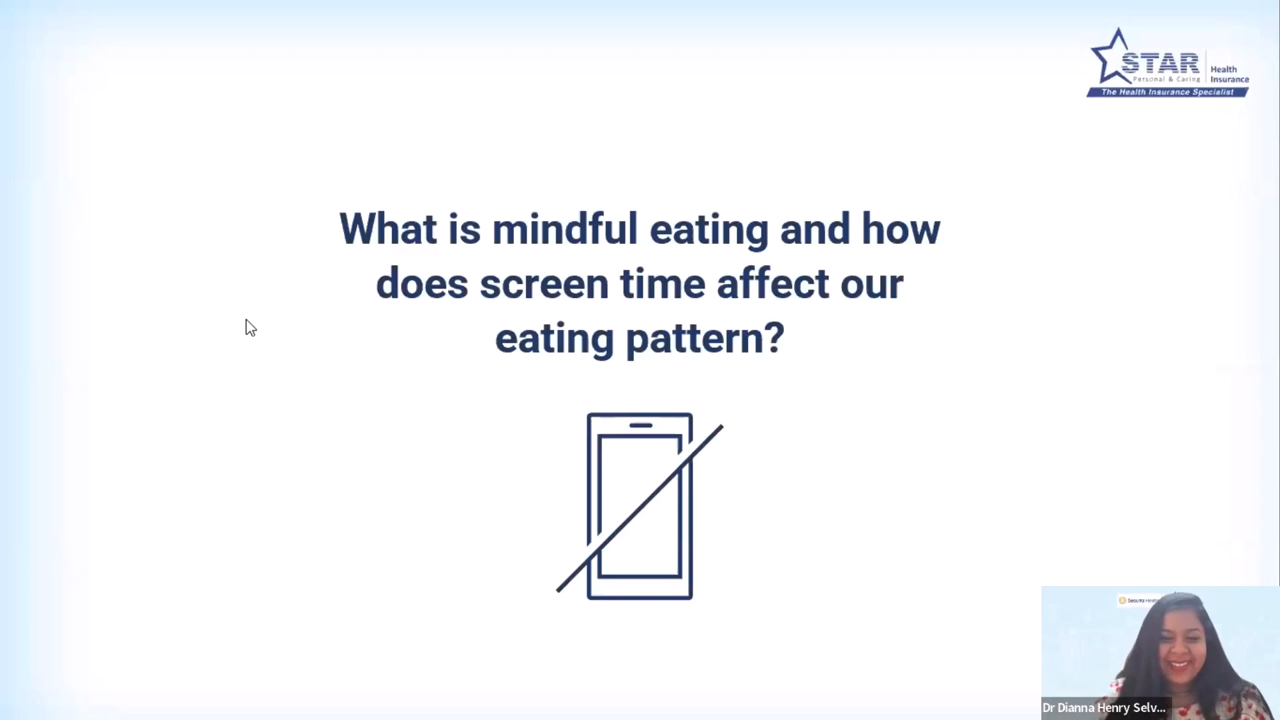 STAR
Personal & Caring
Health
Insurance
The Health Insurance Specialist
What is mindful eating and how
does screen time affect our
eating pattern?
Dr Dianna Henry Selv...